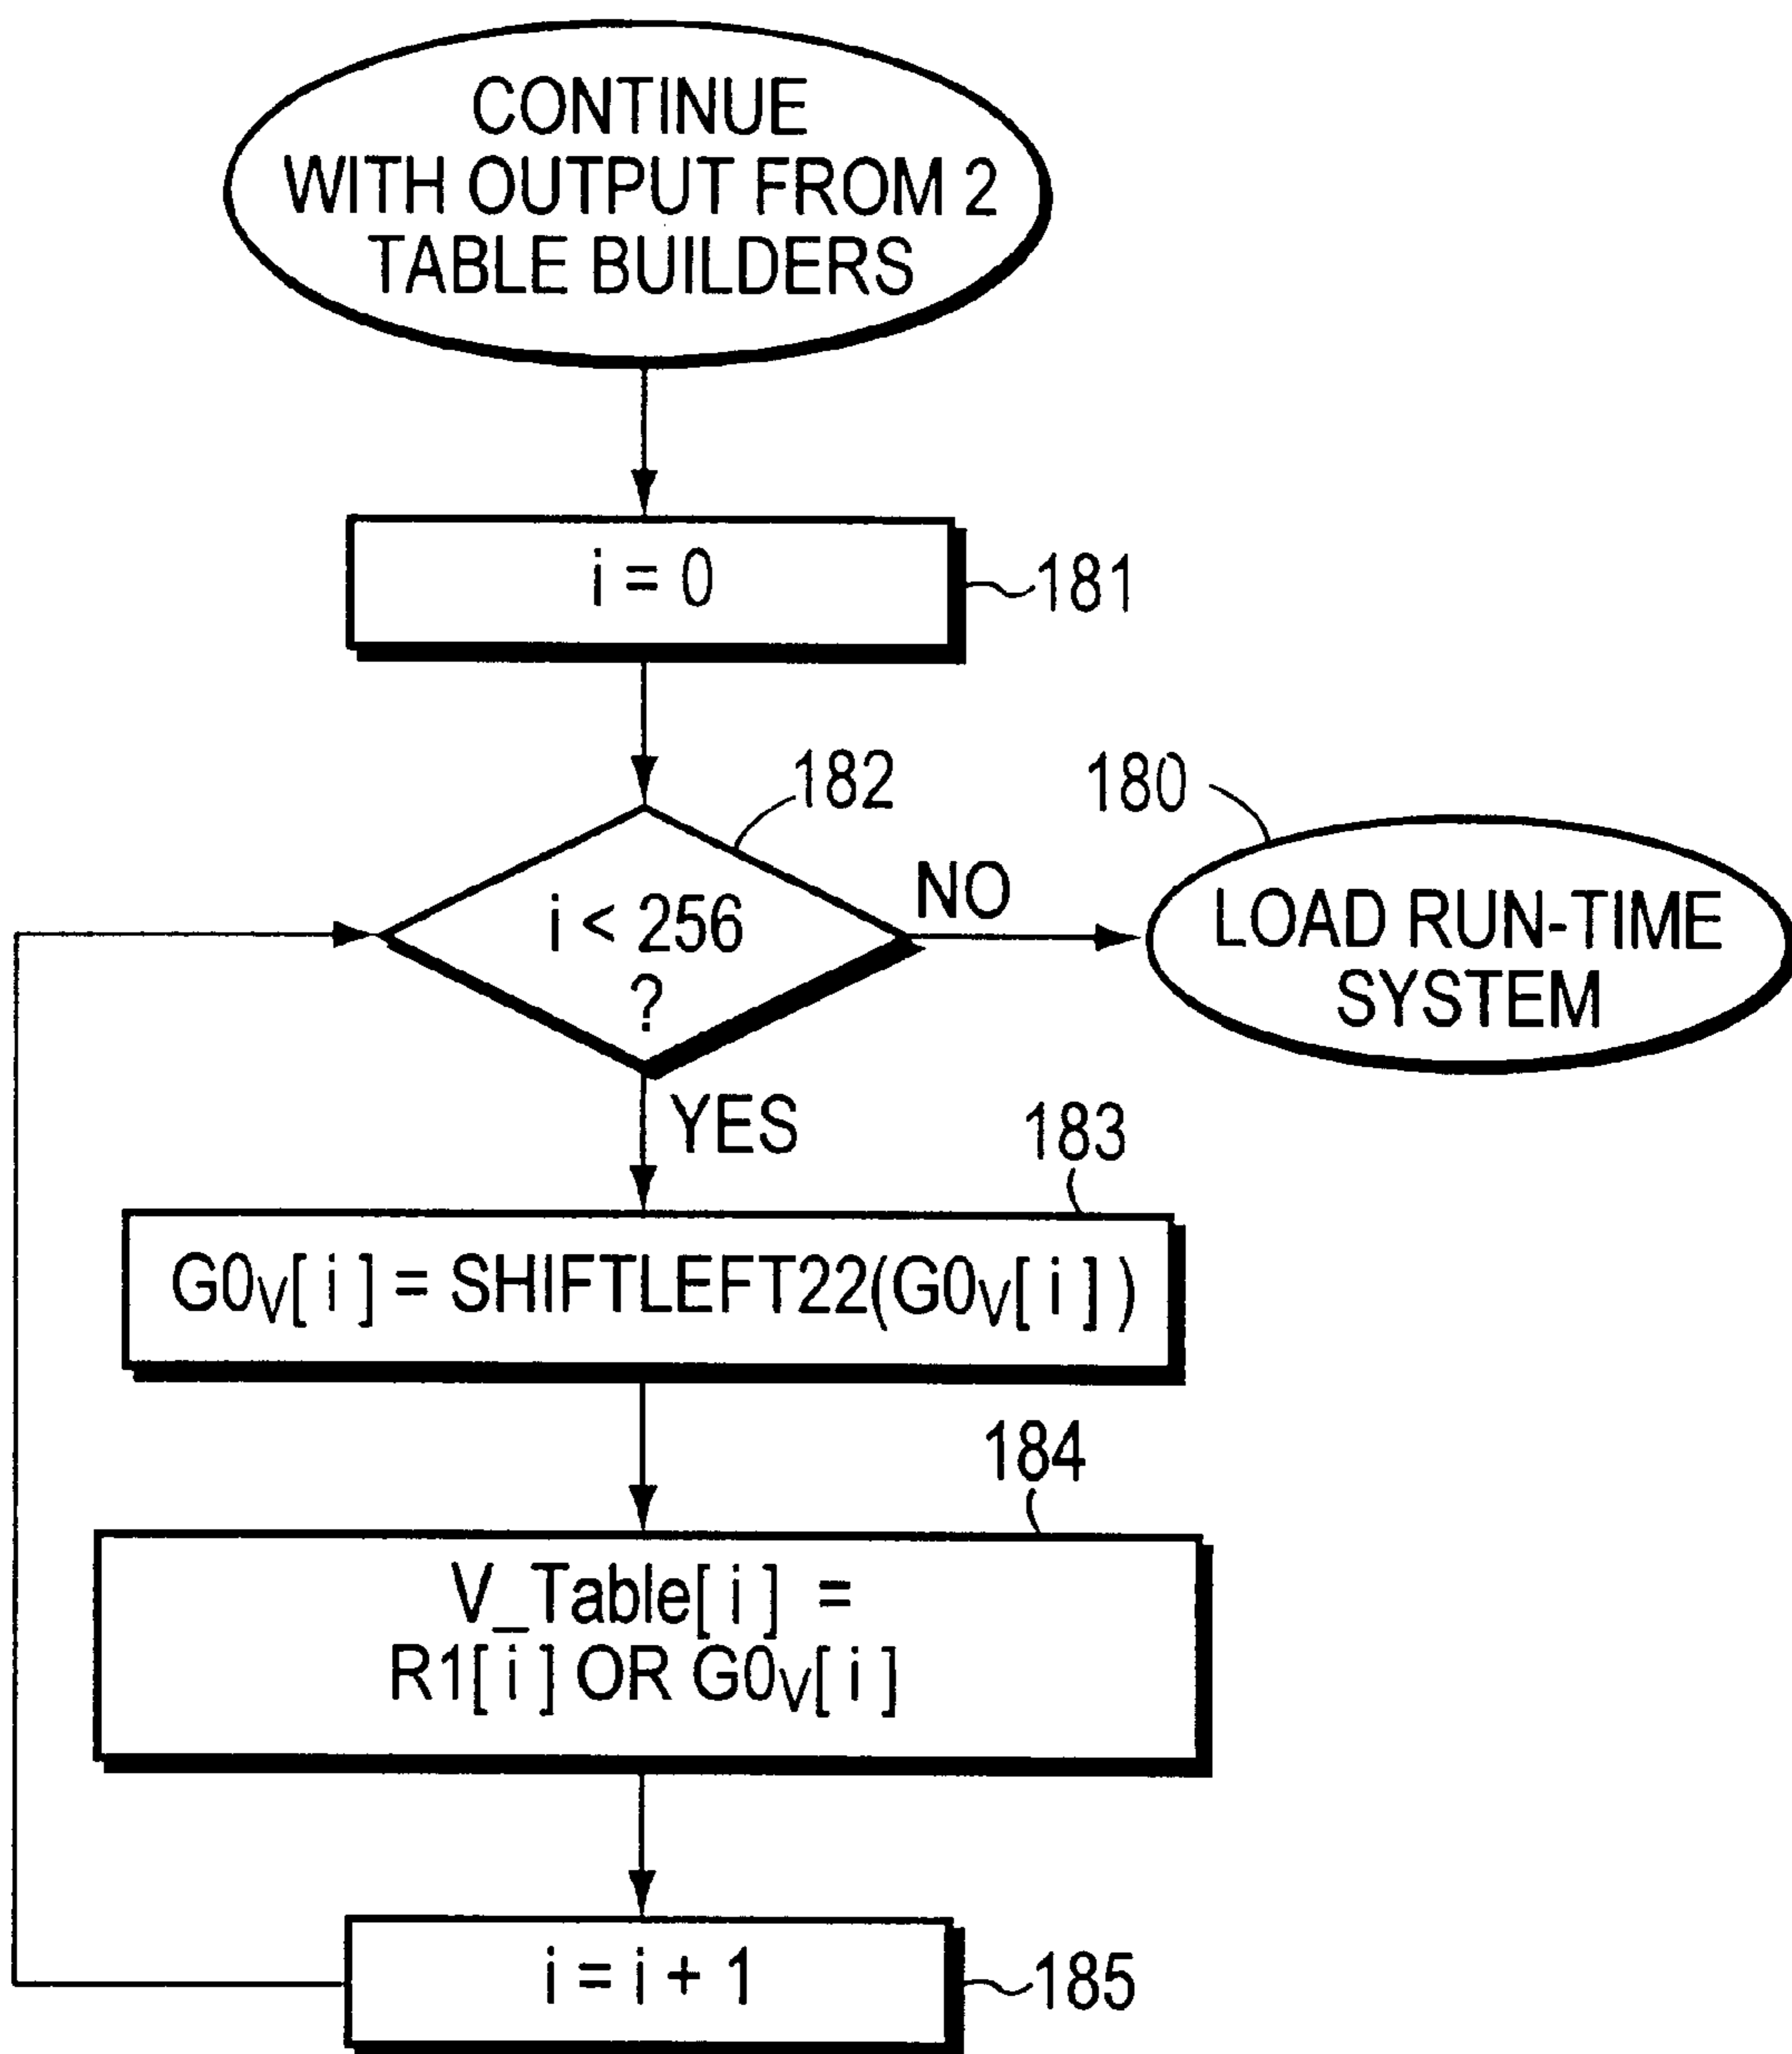 CONTINUE
WITH OUTPUT FROM 2
TABLE BUILDERS
i = 0
181
182
180
i < 256
?
NO
LOAD RUN-TIME
SYSTEM
YES
183
G0V[ i ] = SHIFTLEFT22(G0V[ i ])
184
V_Table[ i ] =
R1[ i ] OR G0V[ i ]
i = i + 1
185